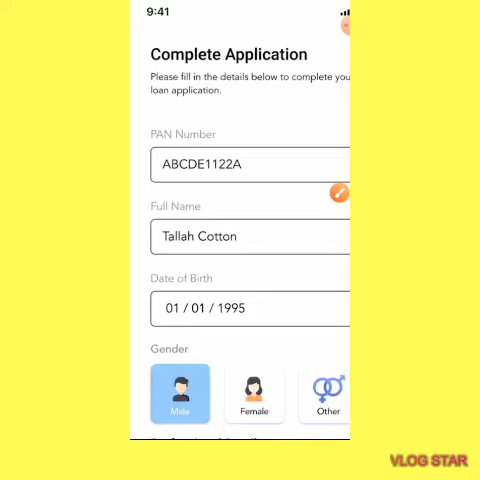 9:41
Complete Application
Please fill in the details below to complete you
loan application.
PAN Number
ABCDE1122A
Full Name
Tallah Cotton
Date of Birth
01 / 01 / 1995
Gender
Male Female Other
VLOG STAR